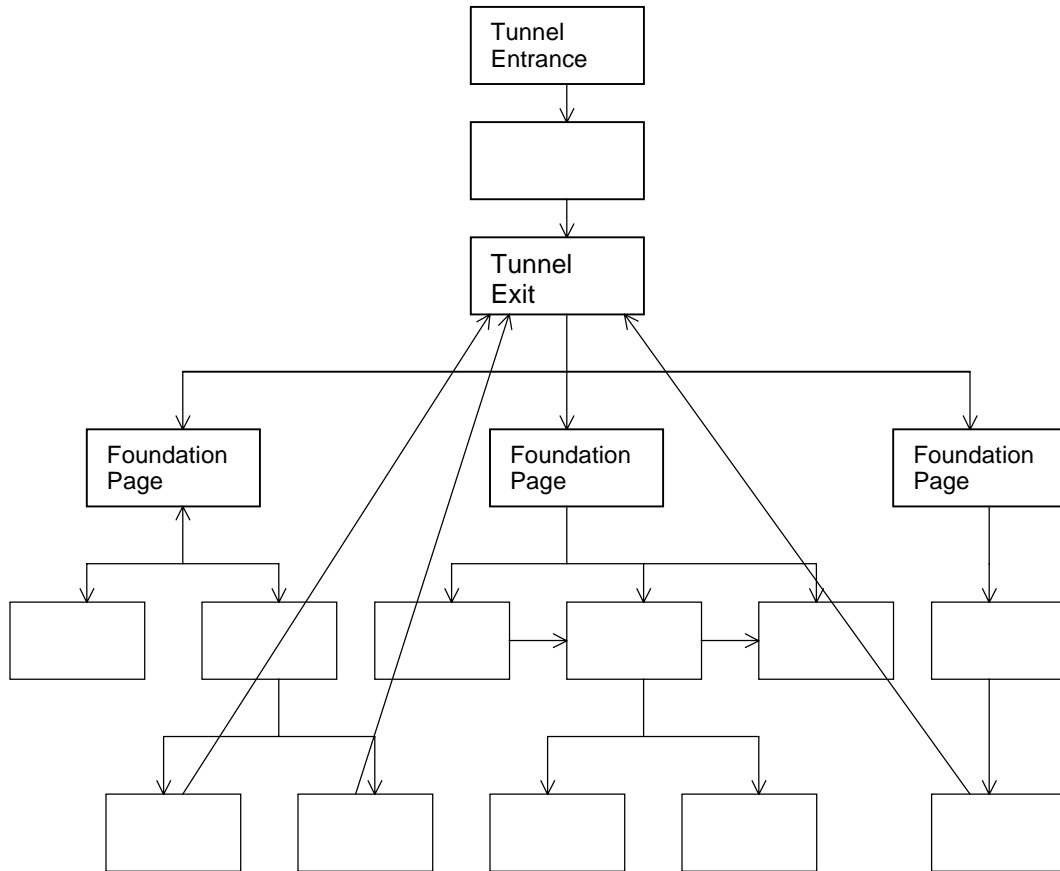 Tunnel
Entrance
Tunnel
Exit
Foundation
Page
Foundation
Page
Foundation
Page